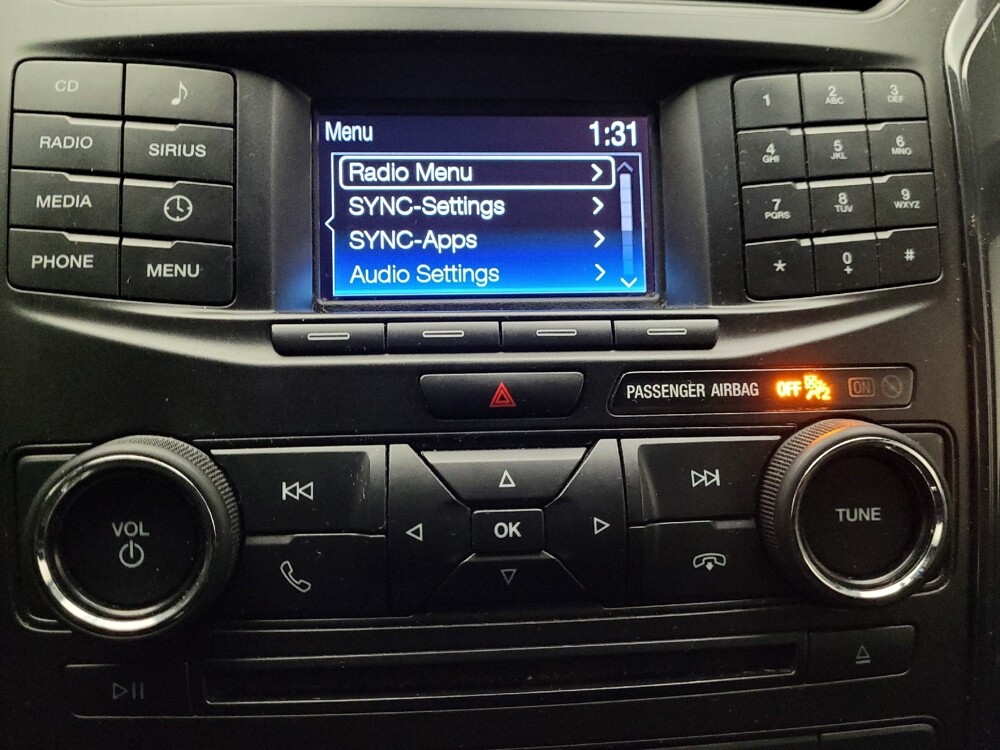 CD
RADIO
SIRIUS
MEDIA
PHONE
MENU
Menu 1:31
Radio Menu >
SYNC-Settings >
SYNC-Apps >
Audio Settings >
1 2 ABC 3 DEF
4 GHI 5 JKL 6 MNO
7 PQRS 8 TUV 9 WXYZ
* 0 + #
PASSENGER AIRBAG OFF 2 ON
VOL
OK
TUNE